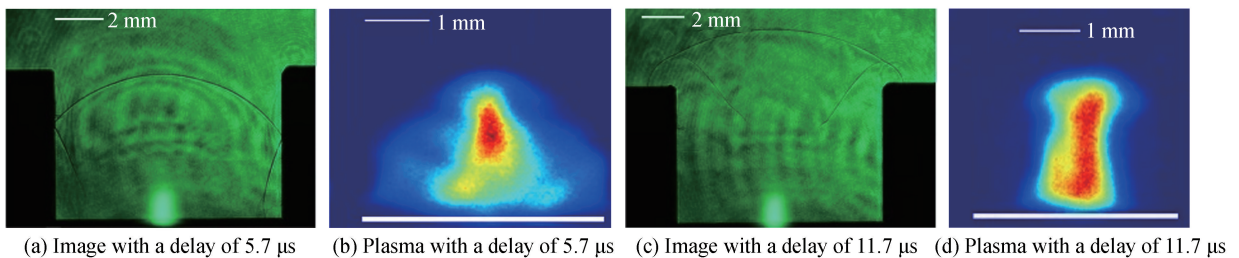 2 mm
1 mm
2 mm
1 mm
(a) Image with a delay of 5.7 μs
(b) Plasma with a delay of 5.7 μs
(c) Image with a delay of 11.7 μs
(d) Plasma with a delay of 11.7 μs